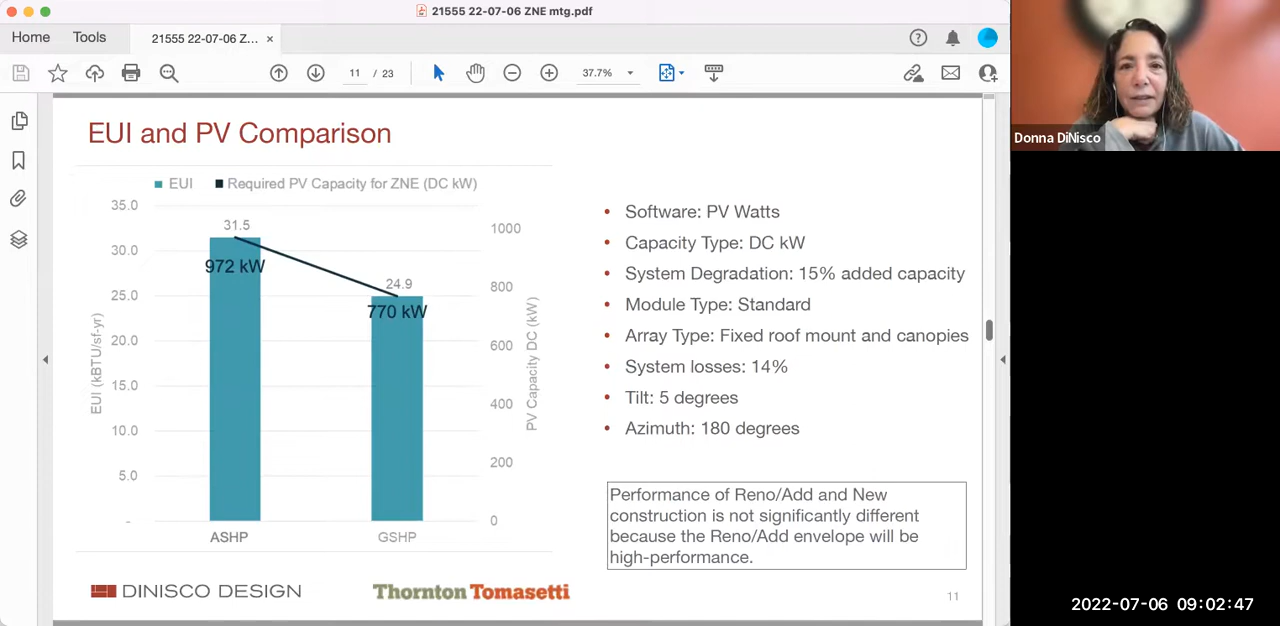 21555 22-07-06 ZNE mtg.pdf
Home Tools 21555 22-07-06 Z... ×
11 / 23 37.7%
Donna DiNisco
EUI and PV Comparison
EUI Required PV Capacity for ZNE (DC kW)
35.0
30.0
25.0
20.0
15.0
10.0
5.0
-
EUI (kBTU/sf-yr)
31.5
972 kW
24.9
770 kW
1000
800
600
400
200
0
PV Capacity DC (kW)
ASHP GSHP
• Software: PV Watts
• Capacity Type: DC kW
• System Degradation: 15% added capacity
• Module Type: Standard
• Array Type: Fixed roof mount and canopies
• System losses: 14%
• Tilt: 5 degrees
• Azimuth: 180 degrees
Performance of Reno/Add and New
construction is not significantly different
because the Reno/Add envelope will be
high-performance.
DINISCO DESIGN
Thornton Tomasetti
11
2022-07-06 09:02:47